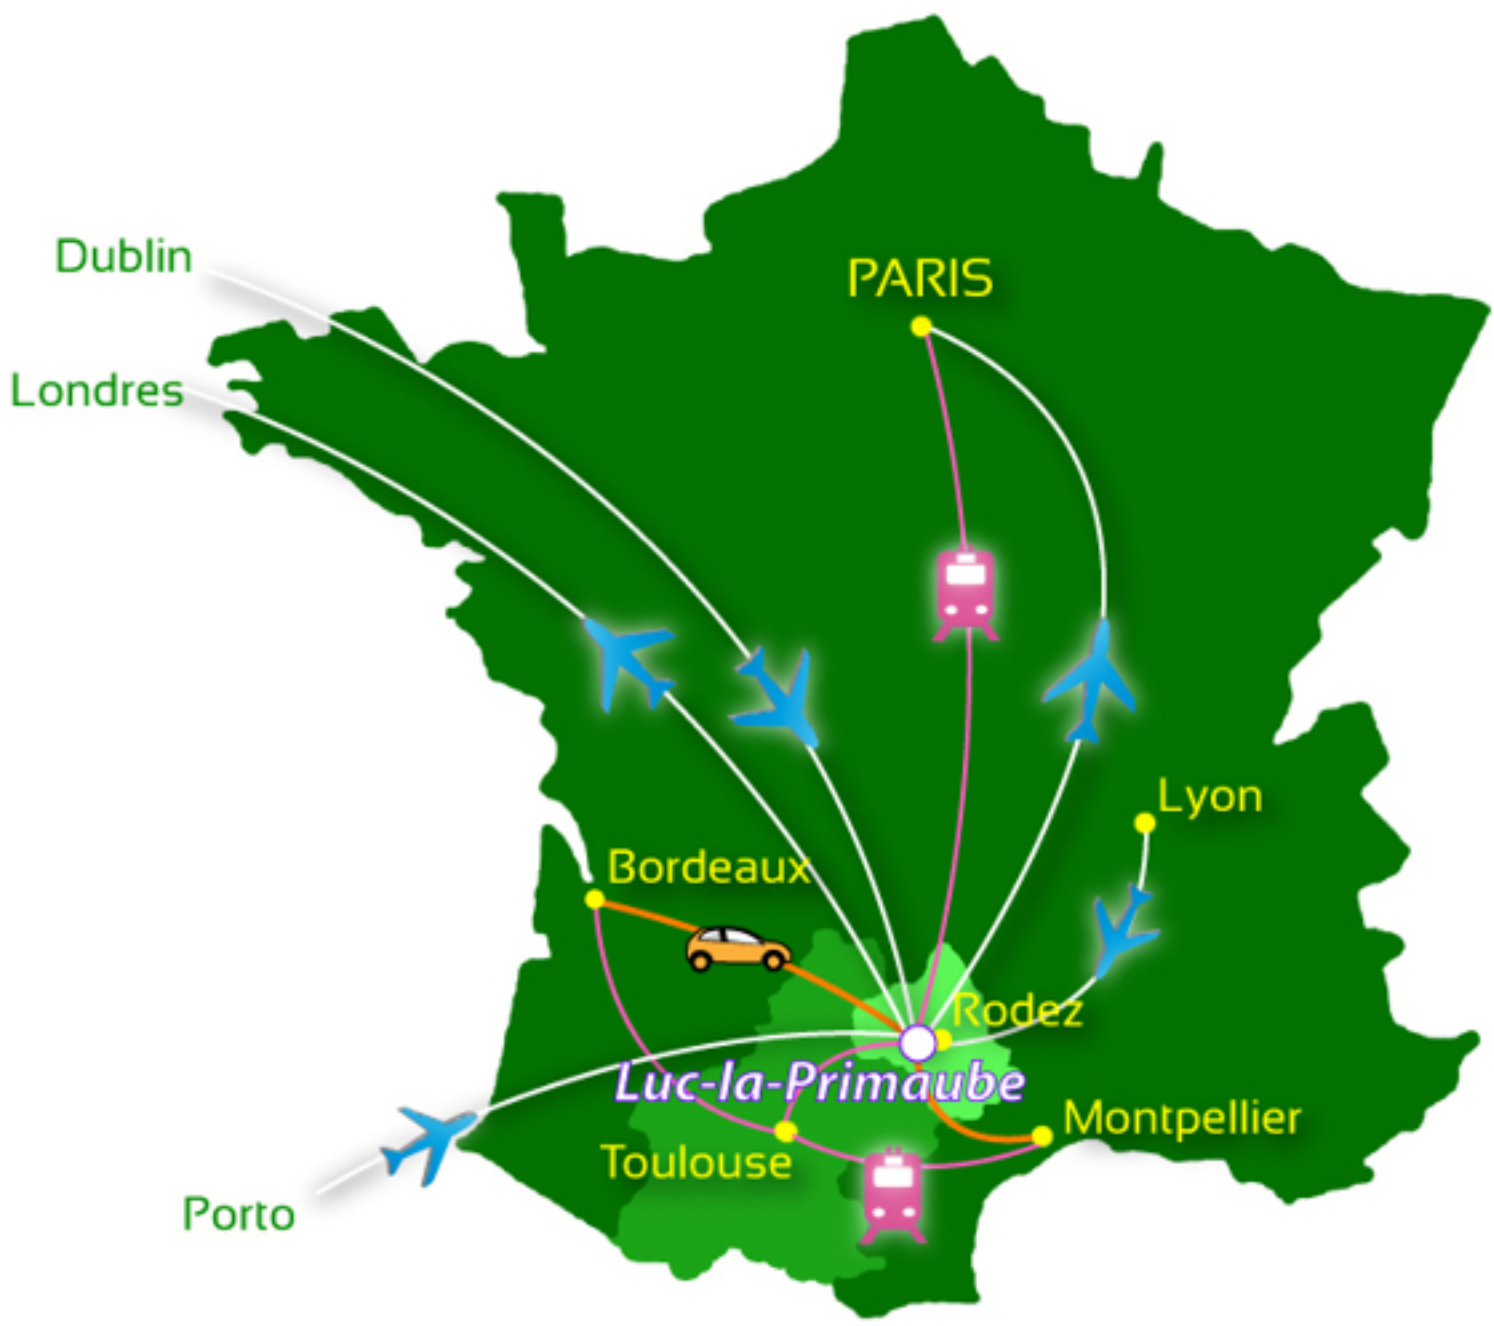 Dublin
PARIS
Londres
Lyon
Bordeaux
Rodez
Luc-la-Primaube
Montpellier
Toulouse
Porto